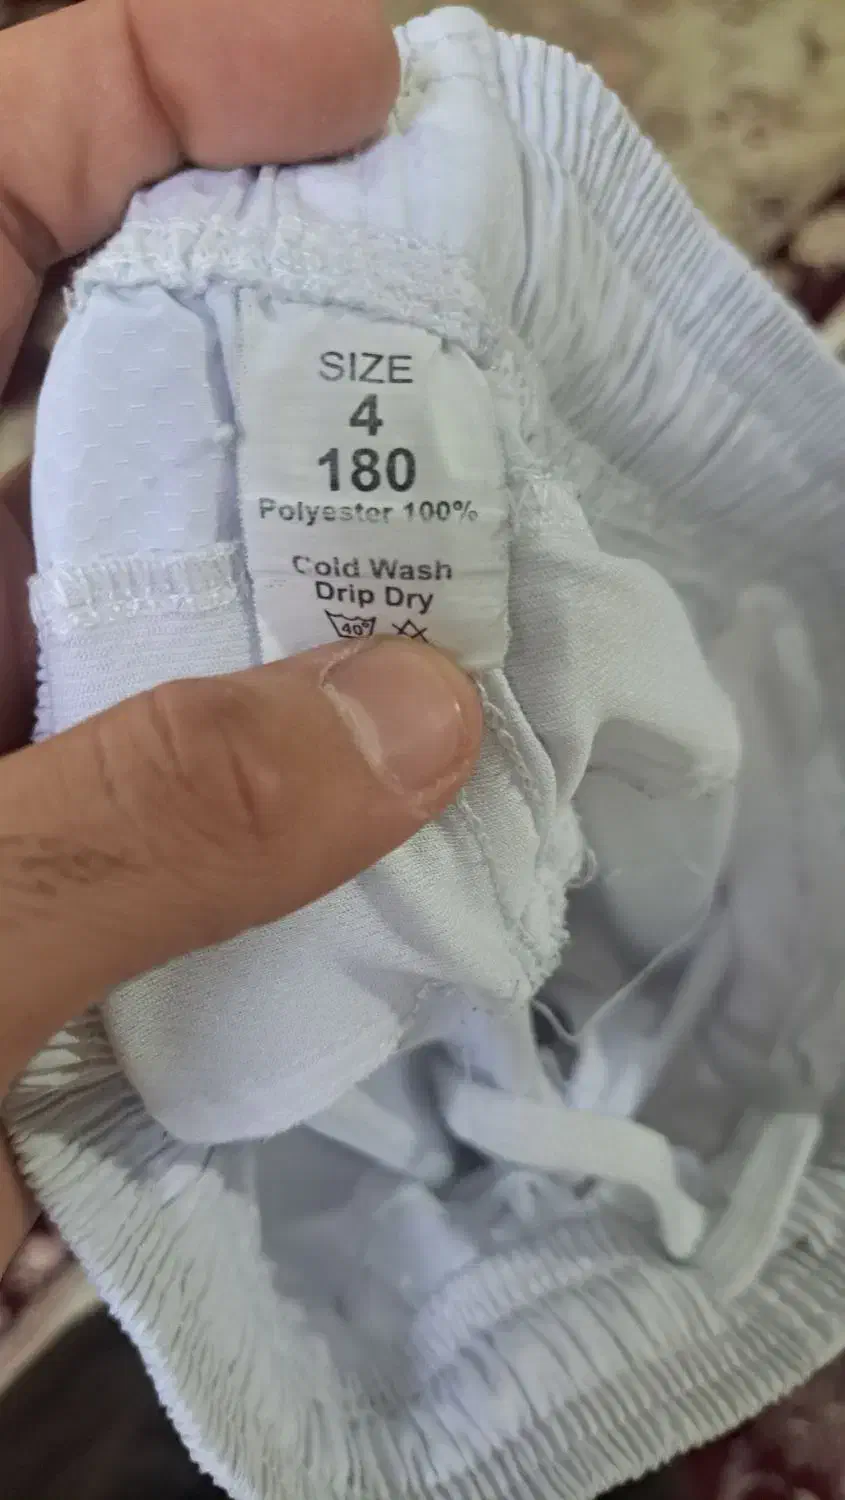 SIZE
4
180
Polyester 100%
Cold Wash
Drip Dry
40°